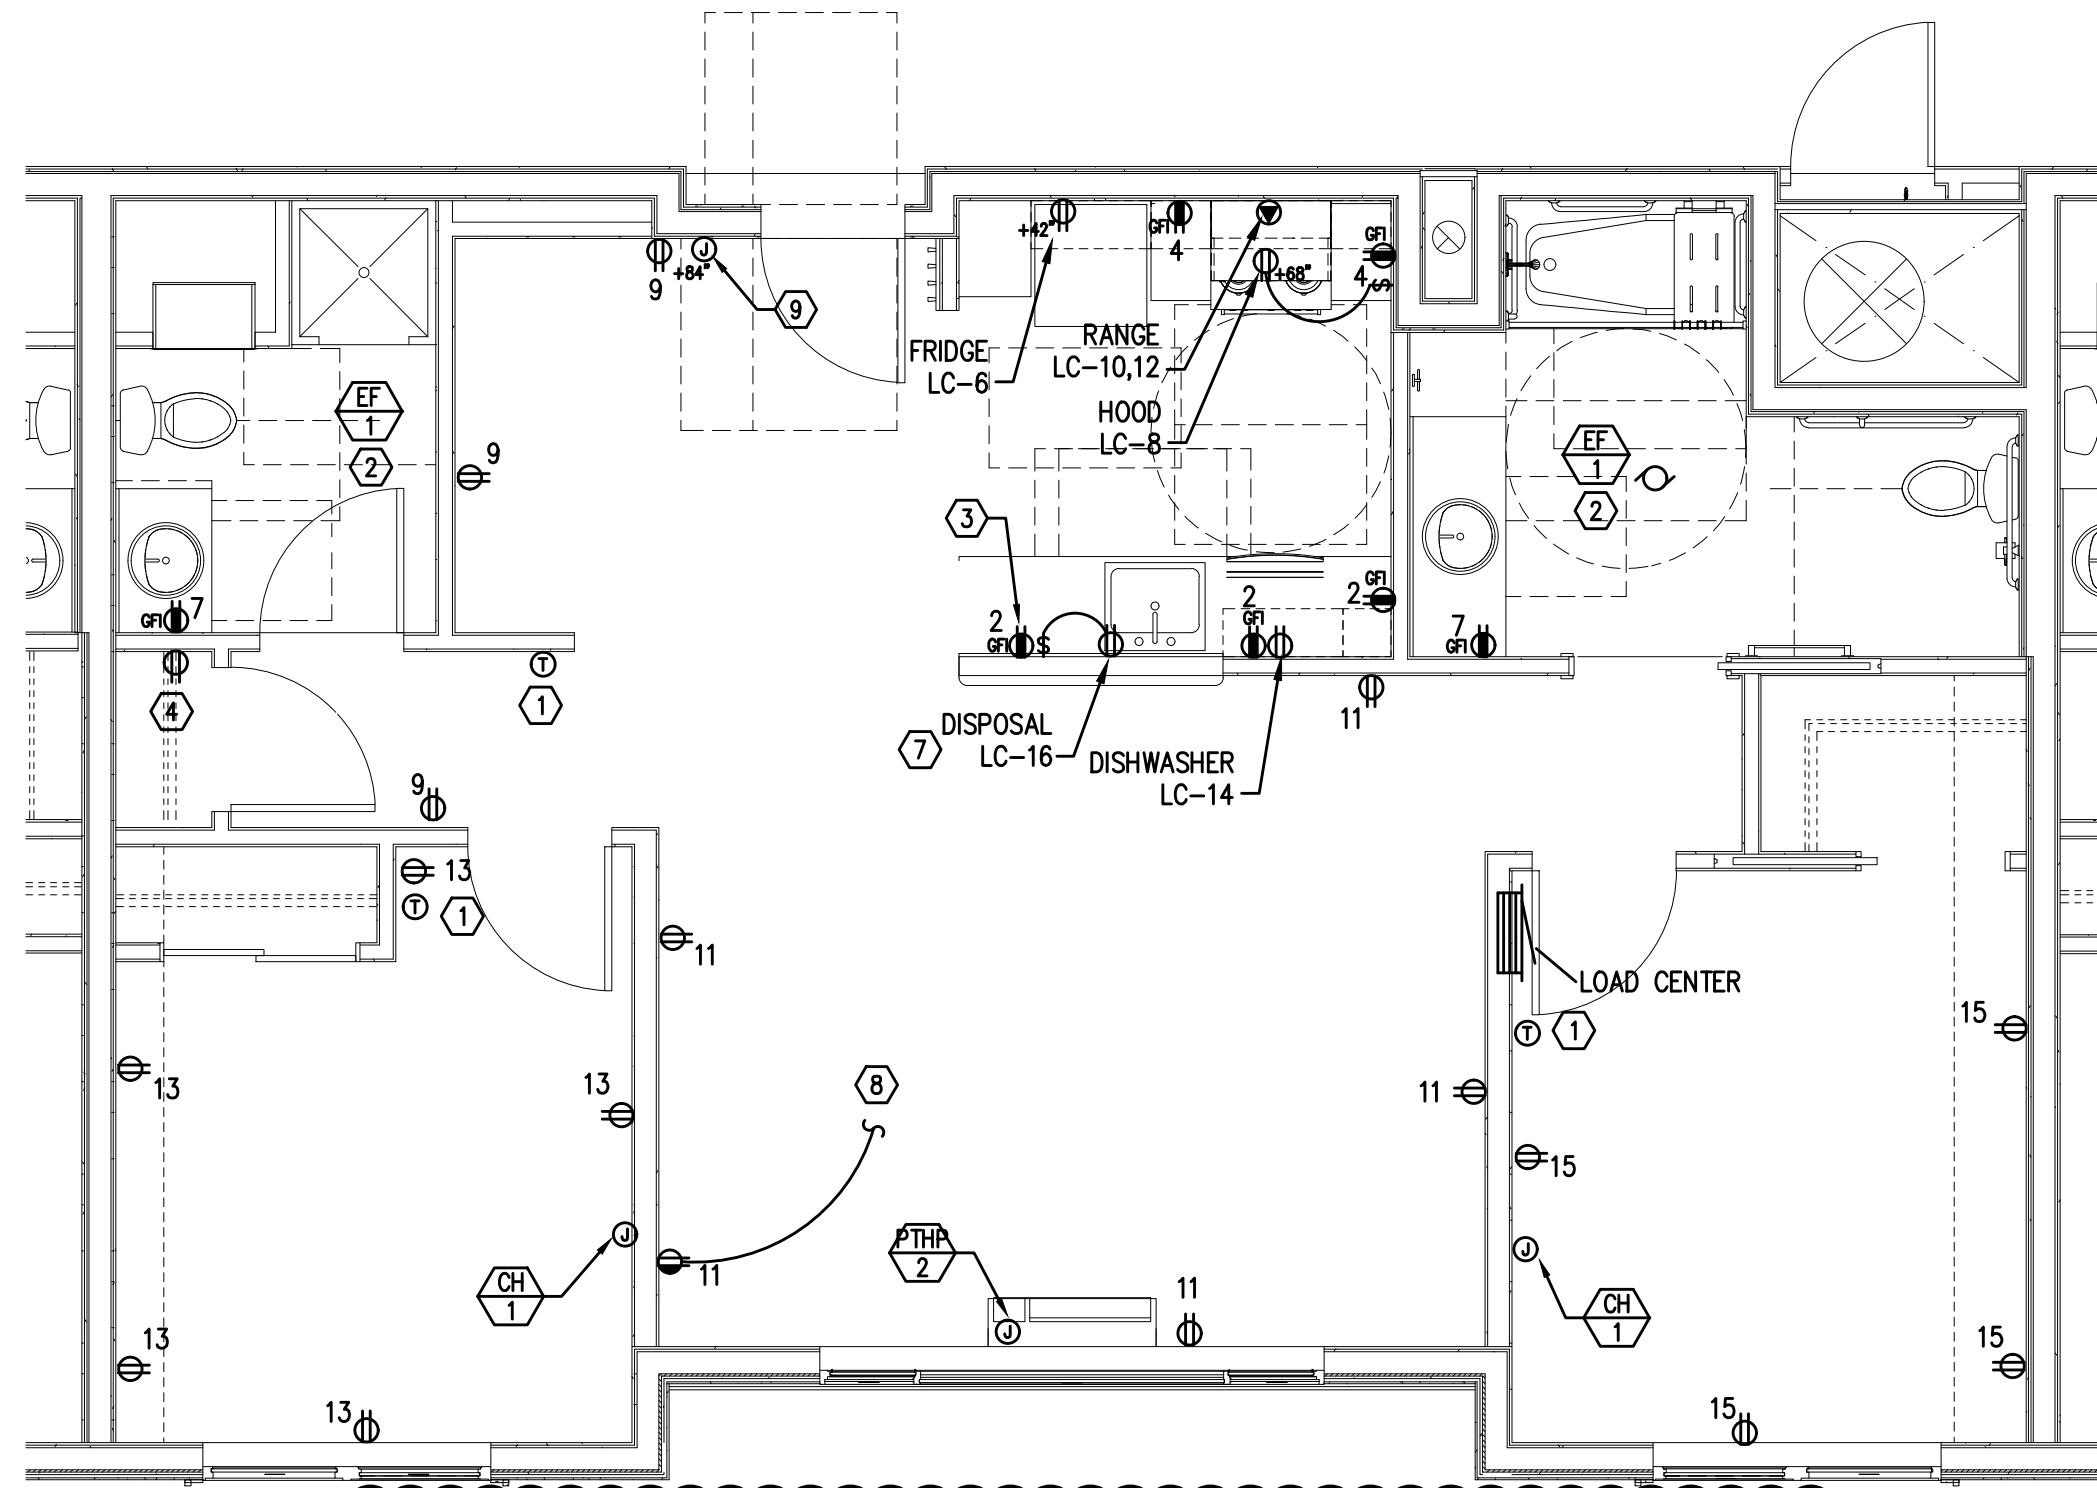 GFI
GFI
+42"
4
+84"
9
J
9
4
+68"
S
RANGE
LC-10,12
FRIDGE
LC-6
HOOD
LC-8
EF
1
2
9
EF
1
2
3
GFI
7
2
GFI
S
2
GFI
2
GFI
7
GFI
T
1
4
11
DISPOSAL
LC-16
7
DISHWASHER
LC-14
9
13
T
1
11
LOAD CENTER
15
T
1
13
13
8
11
15
J
CH
1
11
PTHP
2
J
11
J
CH
1
13
15
13
15